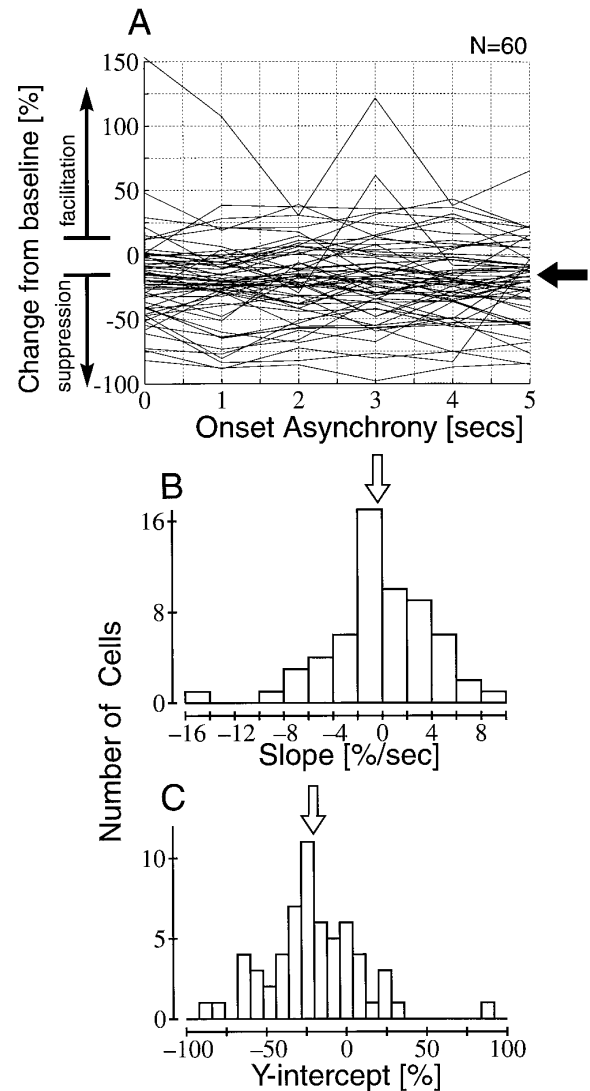 A
N=60
Change from baseline [%]
facilitation
suppression
150
100
50
0
-50
-100
0 1 2 3 4 5
Onset Asynchrony [secs]
B
Number of Cells
16
8
0
−16 −12 −8 −4 0 4 8
Slope [%/sec]
C
10
5
0
−100 −50 0 50 100
Y-intercept [%]